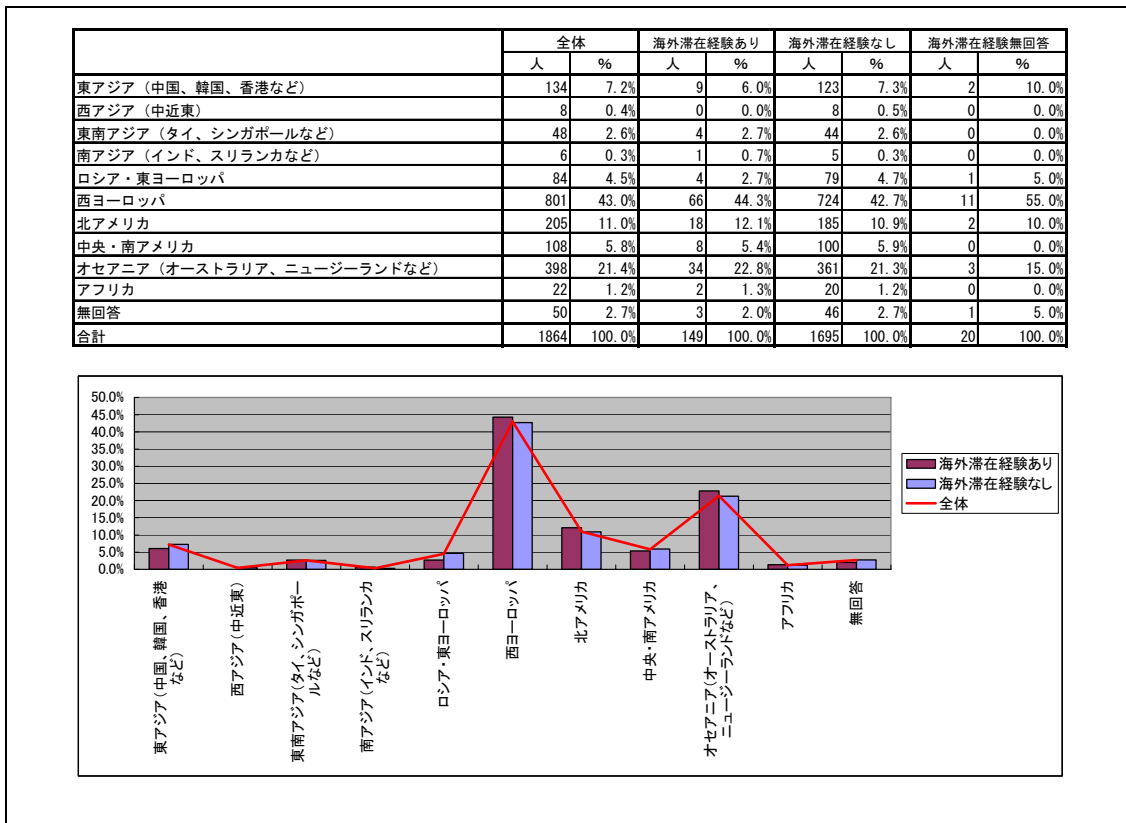 全体 海外滞在経験あり 海外滞在経験なし 海外滞在経験無回答
人 % 人 % 人 % 人 %
東アジア（中国、韓国、香港など） 134 7.2% 9 6.0% 123 7.3% 2 10.0%
西アジア（中近東） 8 0.4% 0 0.0% 8 0.5% 0 0.0%
東南アジア（タイ、シンガポールなど） 48 2.6% 4 2.7% 44 2.6% 0 0.0%
南アジア（インド、スリランカなど） 6 0.3% 1 0.7% 5 0.3% 0 0.0%
ロシア・東ヨーロッパ 84 4.5% 4 2.7% 79 4.7% 1 5.0%
西ヨーロッパ 801 43.0% 66 44.3% 724 42.7% 11 55.0%
北アメリカ 205 11.0% 18 12.1% 185 10.9% 2 10.0%
中央・南アメリカ 108 5.8% 8 5.4% 100 5.9% 0 0.0%
オセアニア（オーストラリア、ニュージーランドなど） 398 21.4% 34 22.8% 361 21.3% 3 15.0%
アフリカ 22 1.2% 2 1.3% 20 1.2% 0 0.0%
無回答 50 2.7% 3 2.0% 46 2.7% 1 5.0%
合計 1864 100.0% 149 100.0% 1695 100.0% 20 100.0%
50.0%
45.0%
40.0%
35.0%
30.0%
25.0%
20.0%
15.0%
10.0%
5.0%
0.0%
東アジア（中国、韓国、香港
など）
西アジア（中近東）
東南アジア（タイ、シンガポー
ルなど）
南アジア（インド、スリランカ
など）
ロシア・東ヨーロッパ
西ヨーロッパ
北アメリカ
中央・南アメリカ
オセアニア（オーストラリア、
ニュージーランドなど）
アフリカ
無回答
海外滞在経験あり
海外滞在経験なし
全体